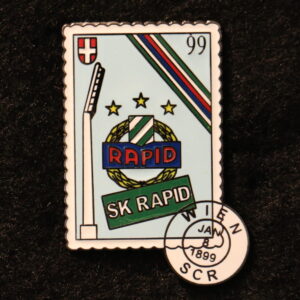 99
RAPID
SK RAPID
WIEN
JAN
8
1899
SCR